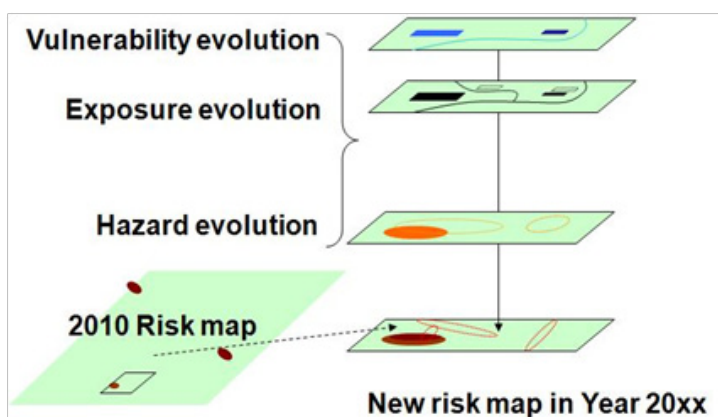 Vulnerability evolution
Exposure evolution
Hazard evolution
2010 Risk map
New risk map in Year 20xx